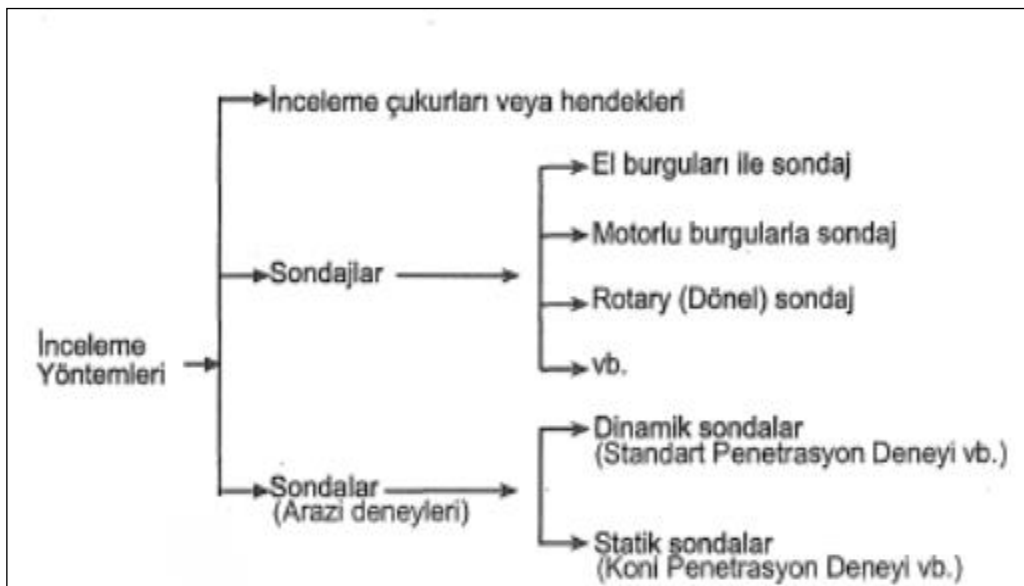 İnceleme çukurları veya hendekleri
El burguları ile sondaj
Motorlu burgularla sondaj
Sondajlar
Rotary (Dönel) sondaj
İnceleme
Yöntemleri
vb.
Dinamik sondalar
(Standart Penetrasyon Deneyi vb.)
Sondalar
(Arazi deneyleri)
Statik sondalar
(Koni Penetrasyon Deneyi vb.)